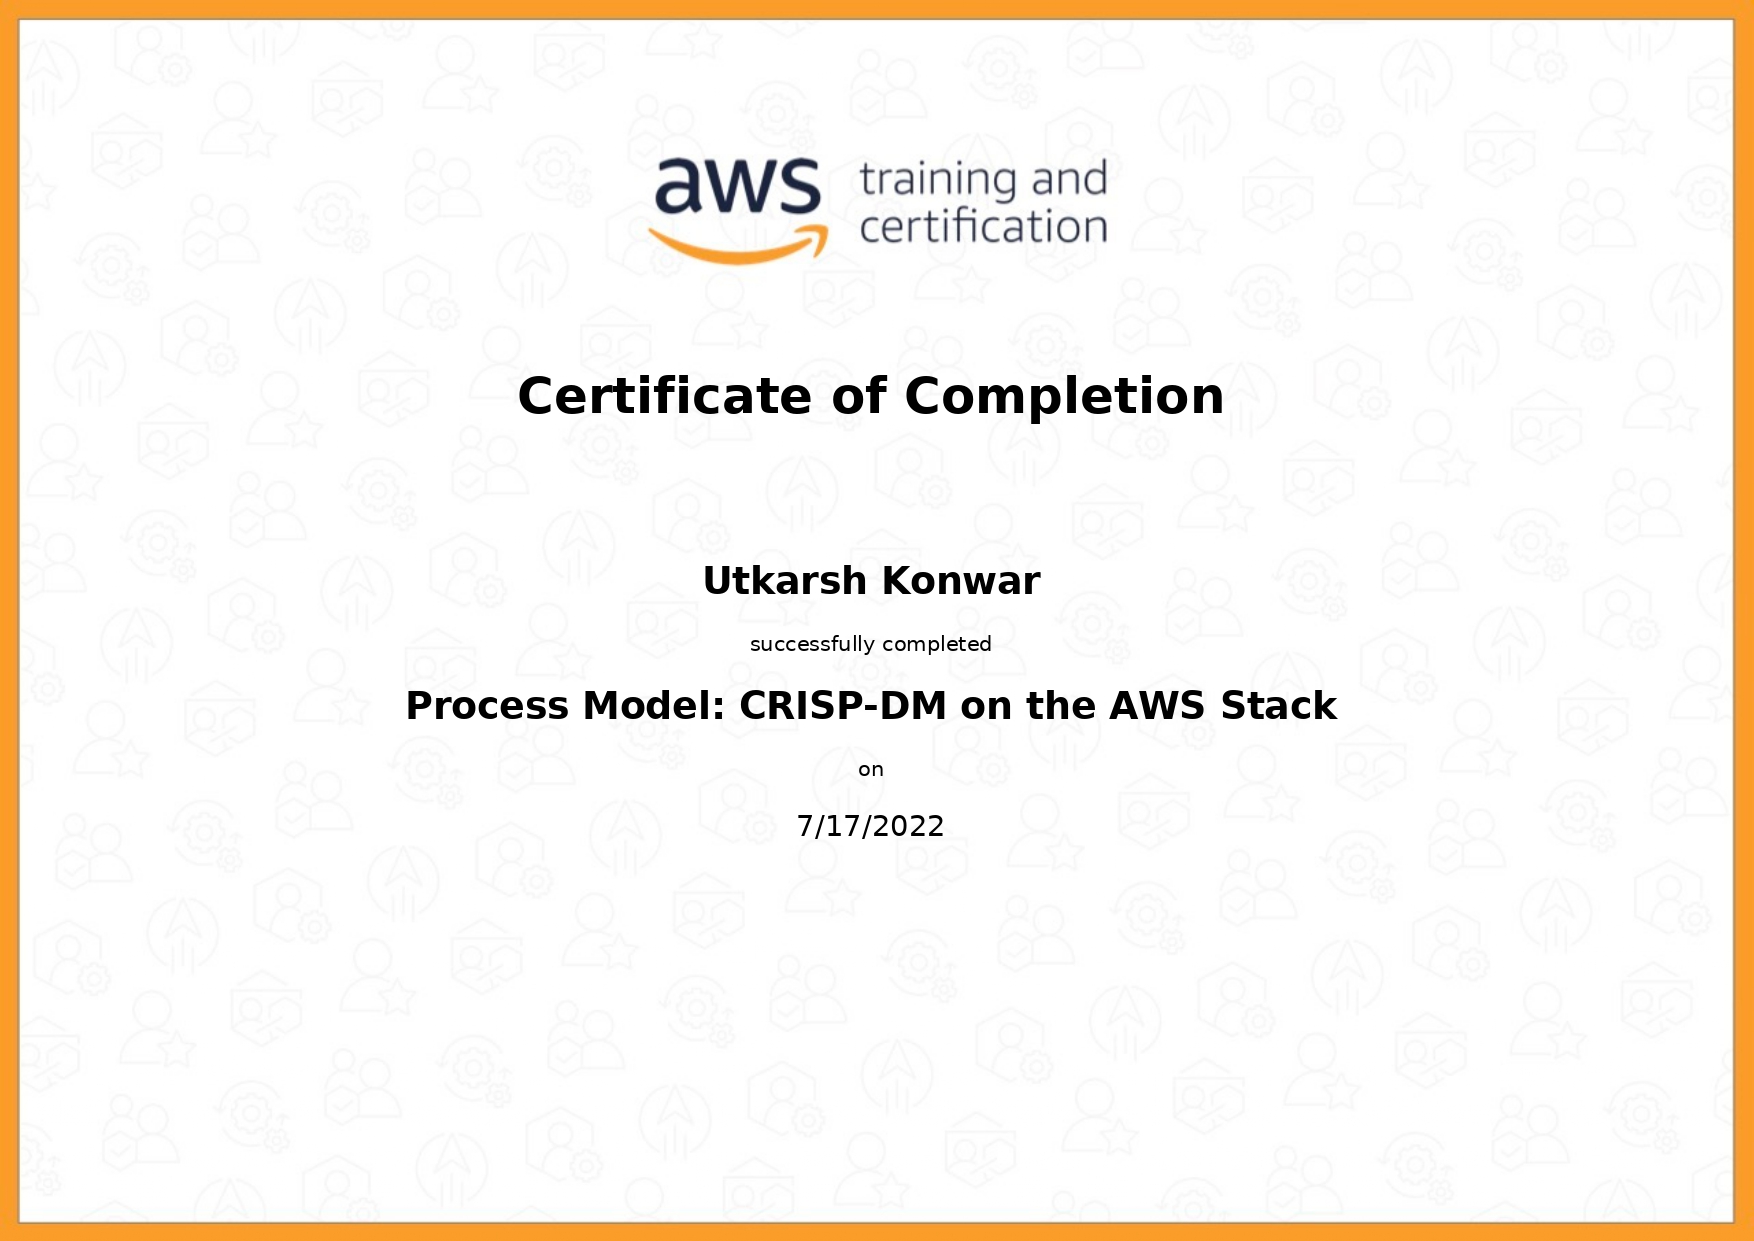 aws training and
certification
Certificate of Completion
Utkarsh Konwar
successfully completed
Process Model: CRISP-DM on the AWS Stack
on
7/17/2022